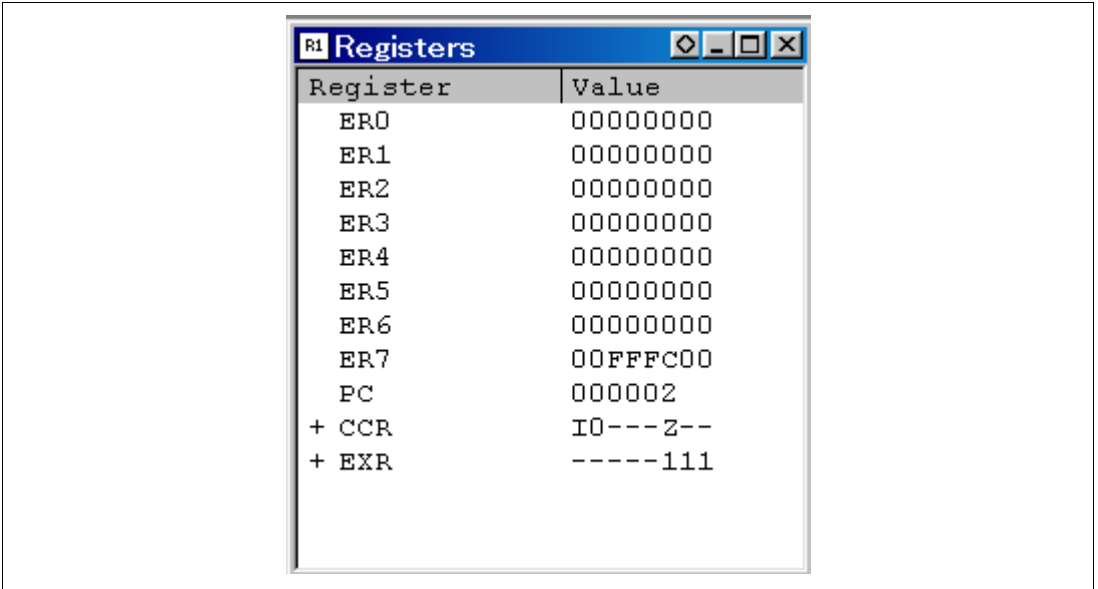 R1 Registers
Register Value
ER0 00000000
ER1 00000000
ER2 00000000
ER3 00000000
ER4 00000000
ER5 00000000
ER6 00000000
ER7 00FFFC00
PC 000002
+ CCR I0---Z--
+ EXR -----111